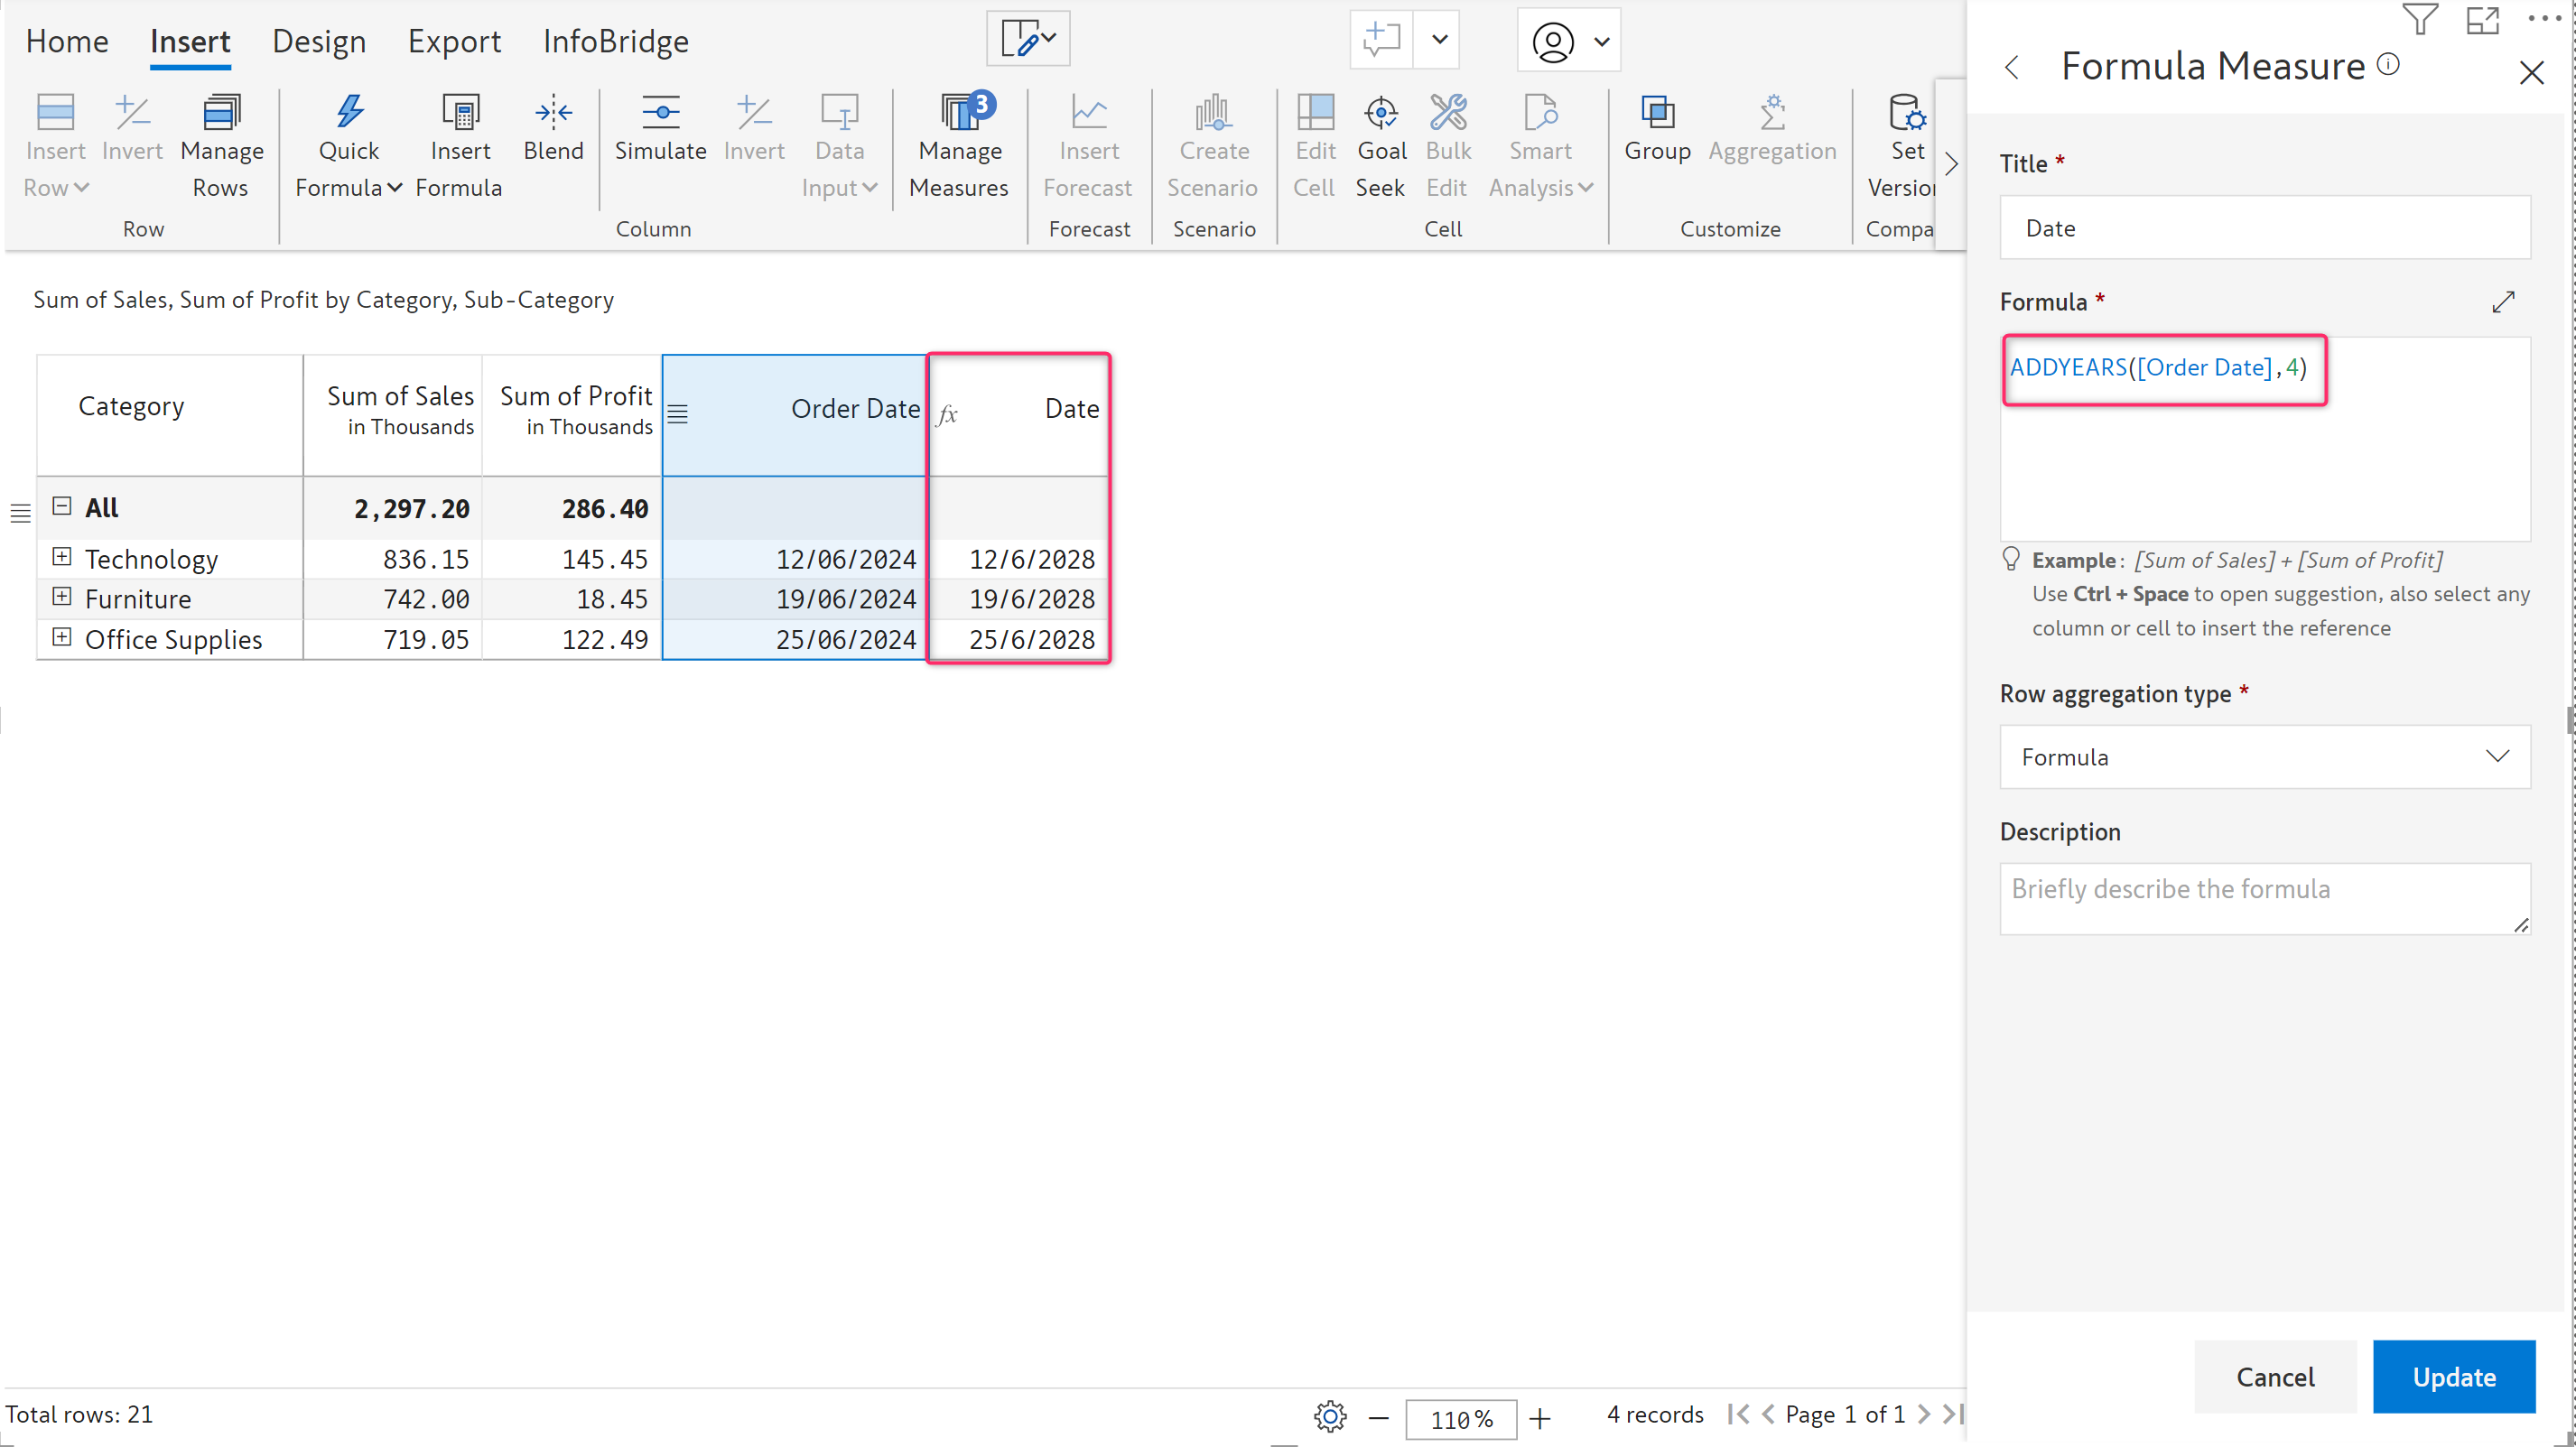 Home Insert Design Export InfoBridge
Insert Row
Invert
Manage Rows
Row
Quick Formula
Insert Formula
Blend
Simulate
Invert
Data Input
Column
3
Manage Measures
Insert Forecast
Forecast
Create Scenario
Scenario
Edit Cell
Goal Seek
Bulk Edit
Smart Analysis
Cell
Group
Aggregation
Customize
Set
Versio
Compa
Sum of Sales, Sum of Profit by Category, Sub-Category
Category Sum of Sales in Thousands Sum of Profit in Thousands Order Date fx Date
All 2,297.20 286.40
Technology 836.15 145.45 12/06/2024 12/6/2028
Furniture 742.00 18.45 19/06/2024 19/6/2028
Office Supplies 719.05 122.49 25/06/2024 25/6/2028
Total rows: 21
110 %
4 records
Page 1 of 1
Formula Measure
Title *
Date
Formula *
ADDYEARS([Order Date],4)
Example: [Sum of Sales] + [Sum of Profit]
Use Ctrl + Space to open suggestion, also select any
column or cell to insert the reference
Row aggregation type *
Formula
Description
Briefly describe the formula
Cancel
Update